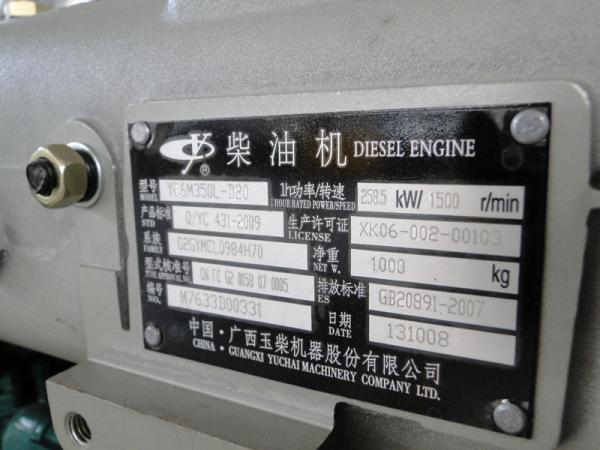 ® 柴油机 DIESEL ENGINE
型号 MODEL YC6M350L-D20 1h功率/转速 1 HOUR RATED POWER/SPEED 258.5 kW/ 1500 r/min
产品标准 STD Q/YC 431-2009 生产许可证 LICENSE XK06-002-00103
系族 FAMILY G2GYMCL0984H70 净重 NET W. 1000 kg
型式核准号 TYPE APPROVAL NO CN FC G2 0158 07 0005 排放标准 ES GB20891-2007
编号 NO. M7633D00331 日期 DATE 131008
中国·广西玉柴机器股份有限公司
CHINA · GUANGXI YUCHAI MACHINERY COMPANY LTD.